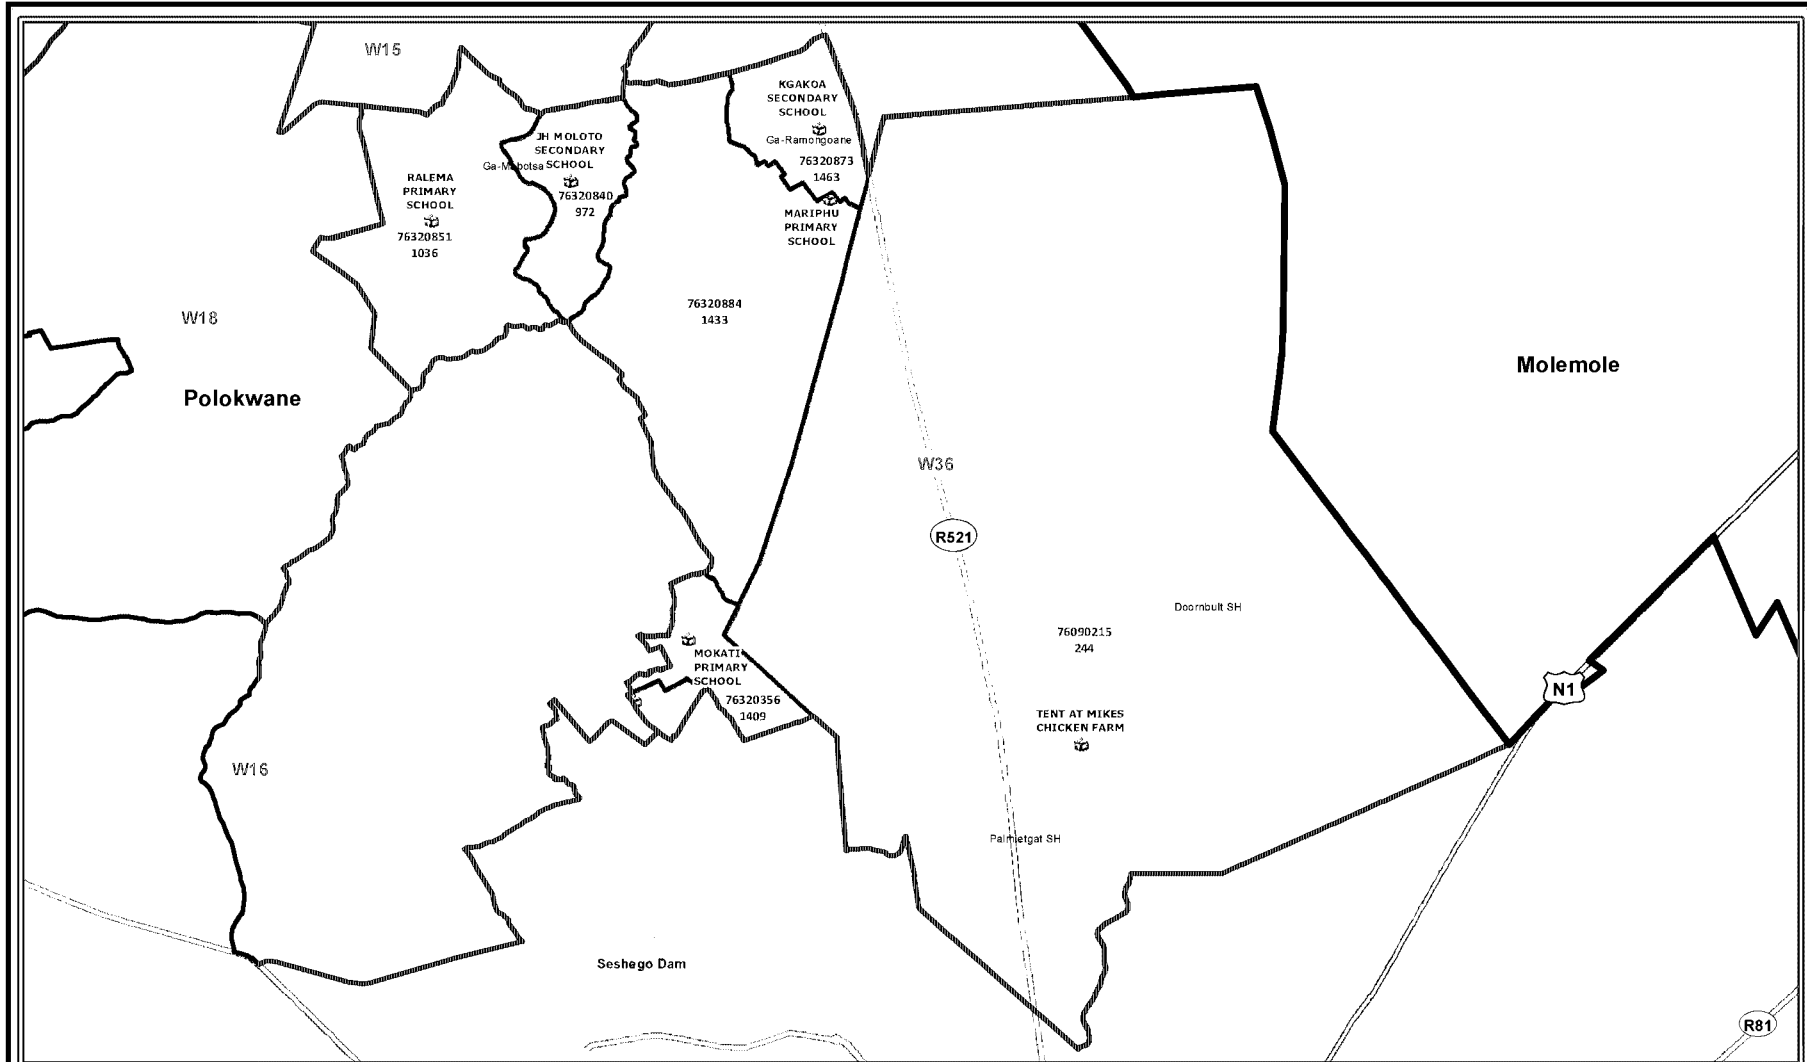 W15
KGAKOA
SECONDARY
SCHOOL
Ga-Ramongoane
76320873
1463
JH MOLOTO
SECONDARY
SCHOOL
Ga-Mabotsa
76320840
972
RALEMA
PRIMARY
SCHOOL
76320851
1036
MARIPHU
PRIMARY
SCHOOL
76320884
1433
W18
Polokwane
Molemole
W36
R521
Doornbult SH
76090215
244
MOKATI
PRIMARY
SCHOOL
76320356
1409
N1
TENT AT MIKES
CHICKEN FARM
W16
Palmietgat SH
Seshego Dam
R81